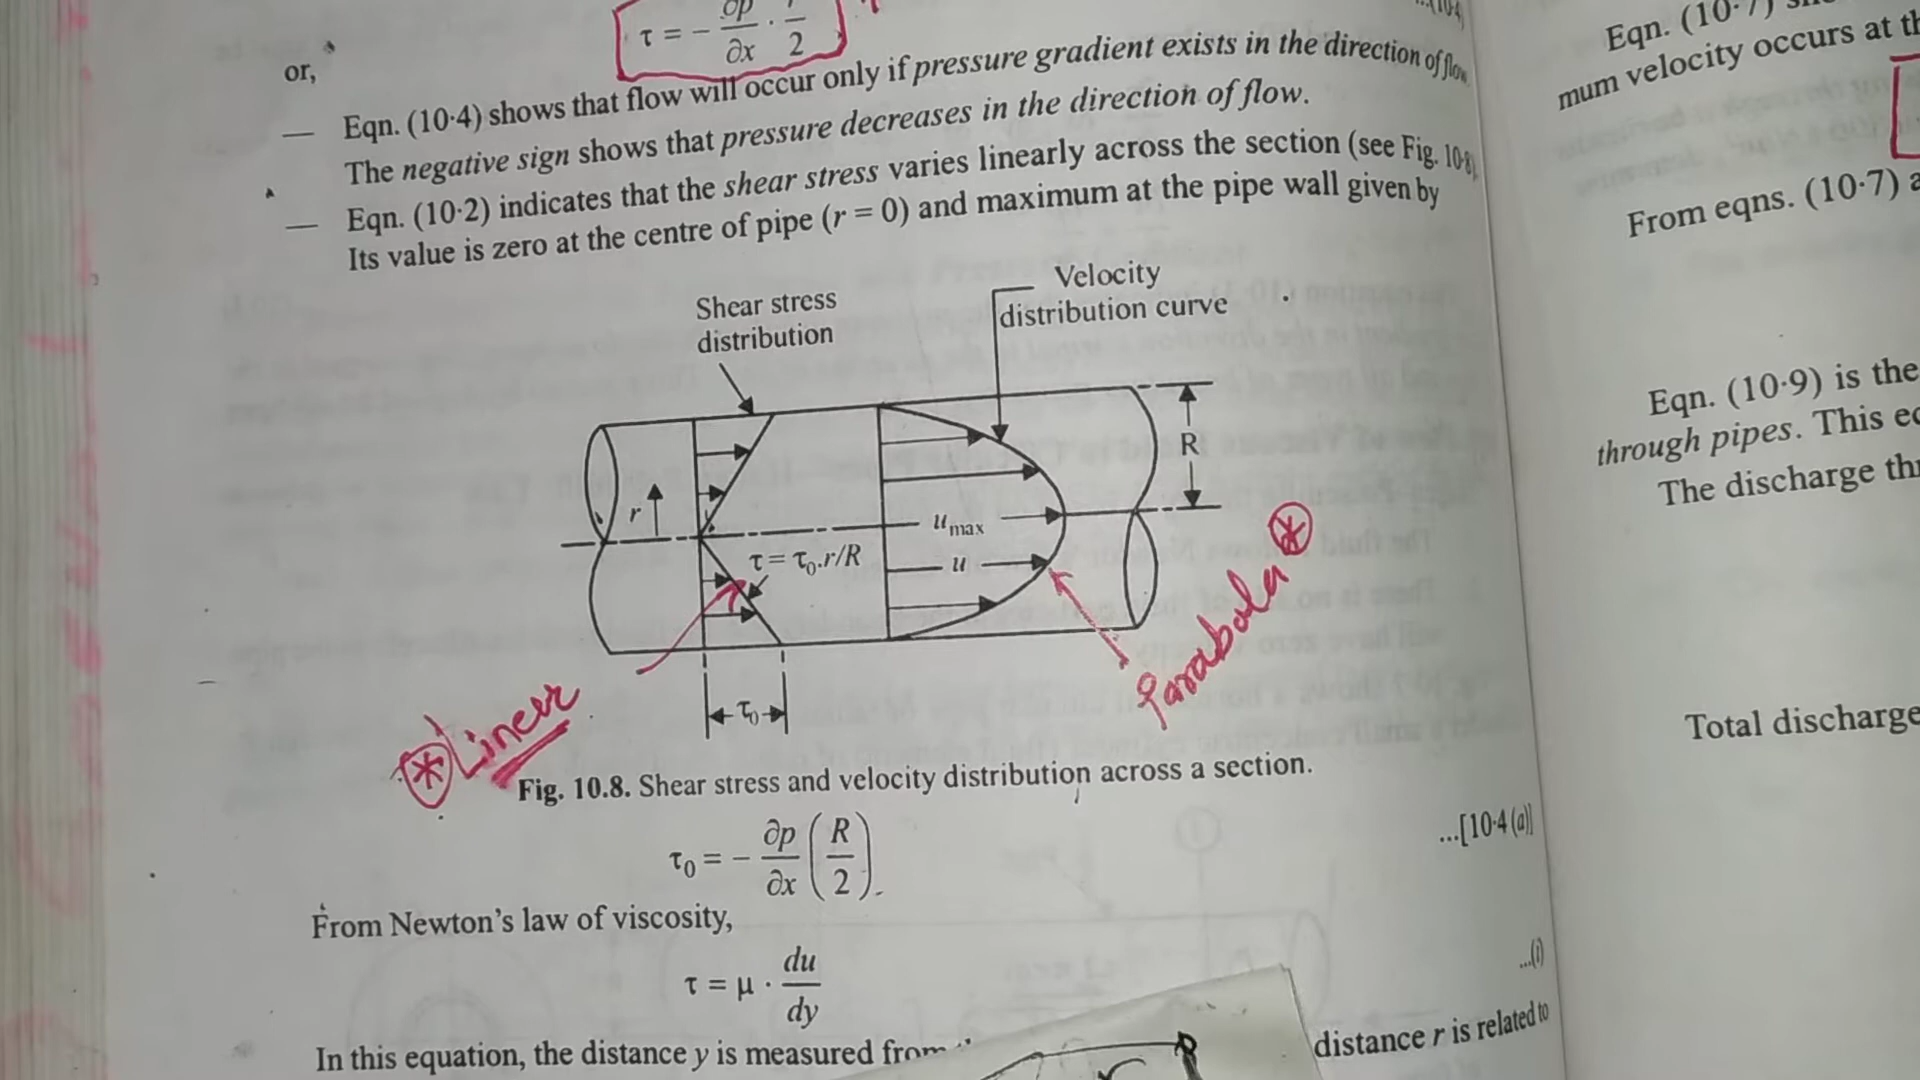 or,
τ = − ∂p/∂x · r/2
— Eqn. (10·4) shows that flow will occur only if pressure gradient exists in the direction of flow.
The negative sign shows that pressure decreases in the direction of flow.
— Eqn. (10·2) indicates that the shear stress varies linearly across the section (see Fig. 10·8).
Its value is zero at the centre of pipe (r = 0) and maximum at the pipe wall given by
Shear stress
distribution
Velocity
distribution curve
R
r
u max
τ = τ0.r/R
u
τ0
Linear
Parabola
Fig. 10.8. Shear stress and velocity distribution across a section.
τ0 = − ∂p/∂x (R/2)
...[10·4 (a)]
From Newton's law of viscosity,
τ = μ · du/dy
...(i)
In this equation, the distance y is measured from
distance r is related to
Eqn. (10·7)
mum velocity occurs at
From eqns. (10·7)
Eqn. (10·9) is the
through pipes. This
The discharge
Total discharge